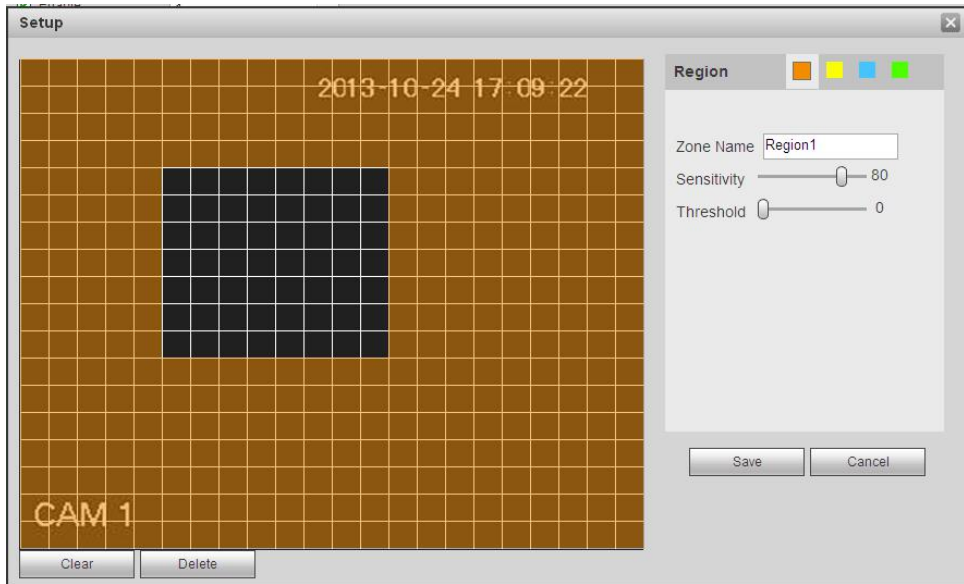 Setup
2013-10-24 17:09:22
CAM 1
Clear
Delete
Region
Zone Name Region1
Sensitivity 80
Threshold 0
Save
Cancel